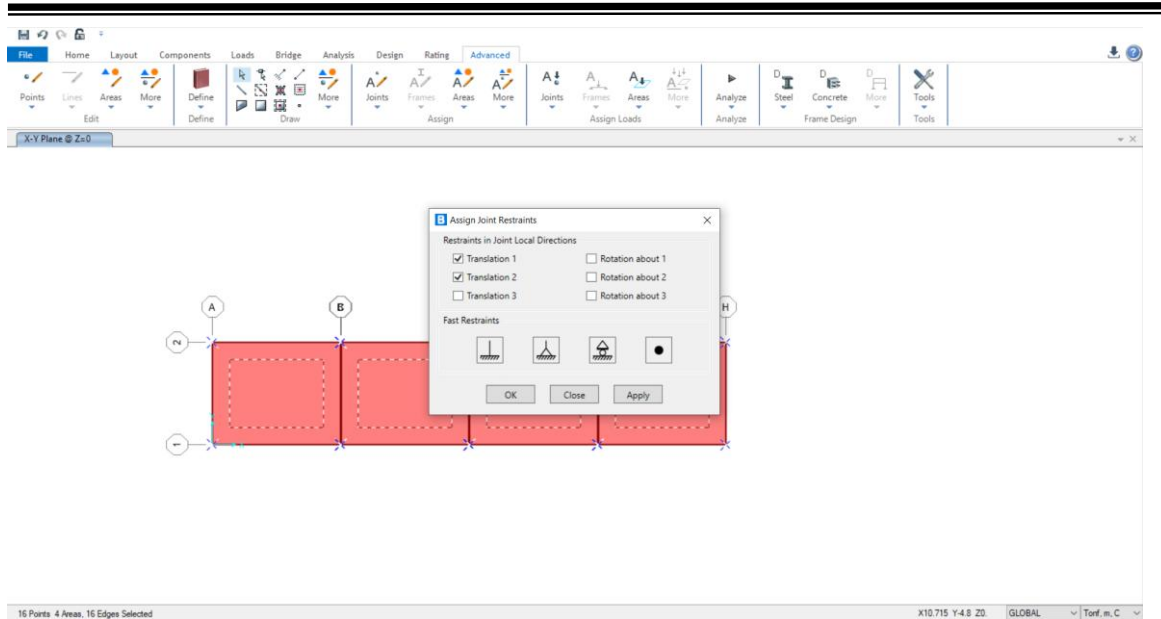 File Home Layout Components Loads Bridge Analysis Design Rating Advanced
Points Lines Areas More Define More Joints Frames Areas More Joints Frames Areas More Analyze Steel Concrete More Tools
Edit Define Draw Assign Assign Loads Analyze Frame Design Tools
X-Y Plane @ Z=0
B Assign Joint Restraints
Restraints in Joint Local Directions
Translation 1 Rotation about 1
Translation 2 Rotation about 2
Translation 3 Rotation about 3
Fast Restraints
OK Close Apply
A B H
2
1
16 Points 4 Areas, 16 Edges Selected X10.715 Y-4.8 Z0. GLOBAL Tonf, m, C